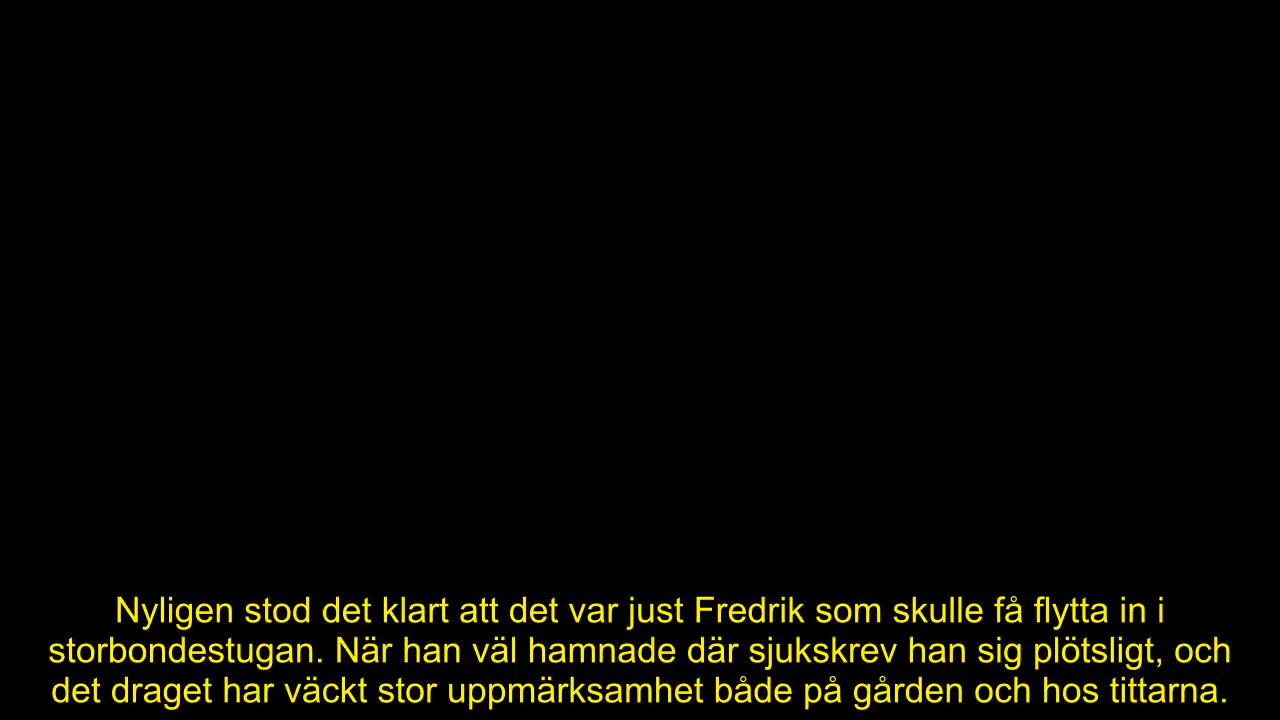 Nyligen stod det klart att det var just Fredrik som skulle få flytta in i
storbondestugan. När han väl hamnade där sjukskrev han sig plötsligt, och
det draget har väckt stor uppmärksamhet både på gården och hos tittarna.